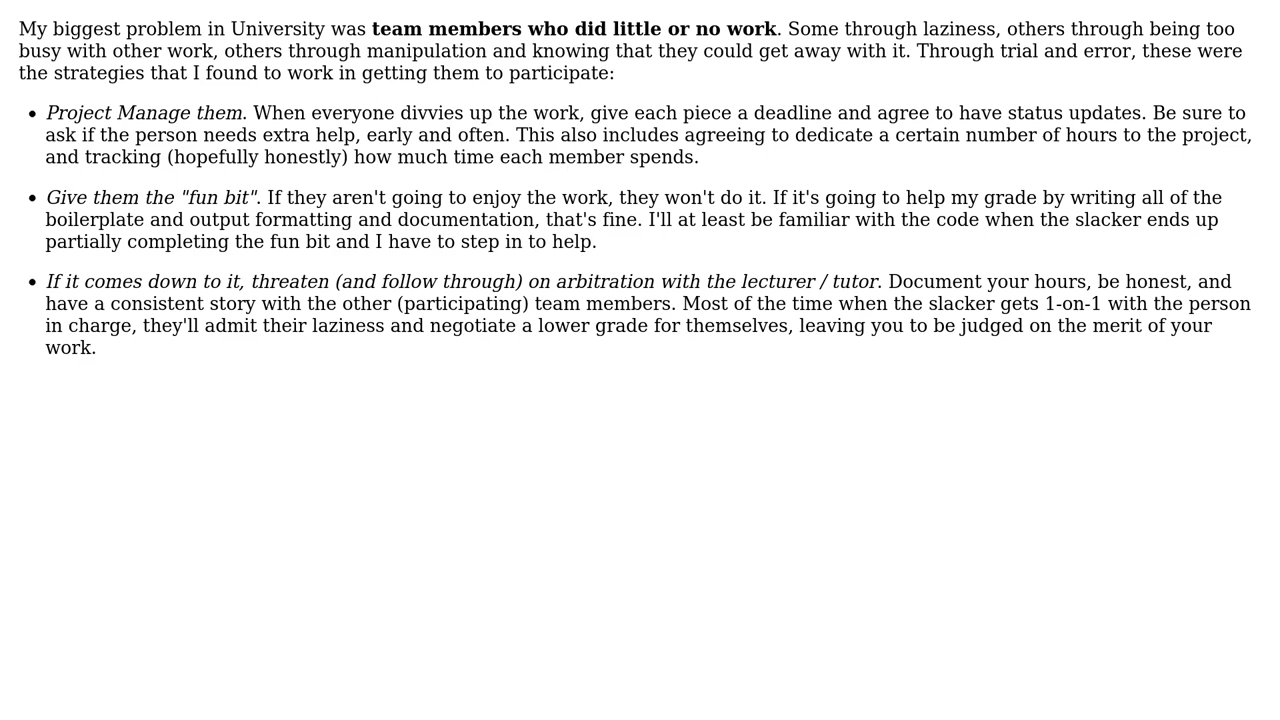 My biggest problem in University was team members who did little or no work. Some through laziness, others through being too
busy with other work, others through manipulation and knowing that they could get away with it. Through trial and error, these were
the strategies that I found to work in getting them to participate:
• Project Manage them. When everyone divvies up the work, give each piece a deadline and agree to have status updates. Be sure to
ask if the person needs extra help, early and often. This also includes agreeing to dedicate a certain number of hours to the project,
and tracking (hopefully honestly) how much time each member spends.
• Give them the "fun bit". If they aren't going to enjoy the work, they won't do it. If it's going to help my grade by writing all of the
boilerplate and output formatting and documentation, that's fine. I'll at least be familiar with the code when the slacker ends up
partially completing the fun bit and I have to step in to help.
• If it comes down to it, threaten (and follow through) on arbitration with the lecturer / tutor. Document your hours, be honest, and
have a consistent story with the other (participating) team members. Most of the time when the slacker gets 1-on-1 with the person
in charge, they'll admit their laziness and negotiate a lower grade for themselves, leaving you to be judged on the merit of your
work.